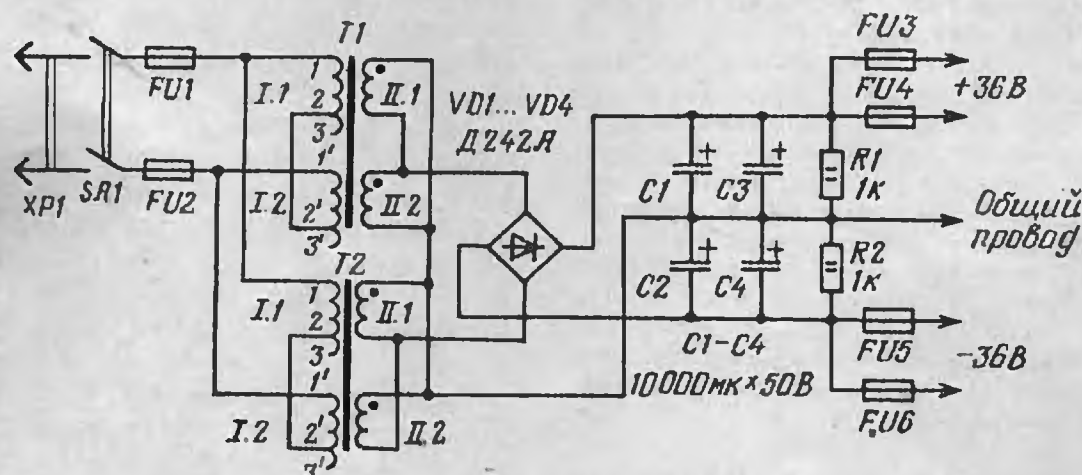 XP1
SA1
FU1
FU2
T1
I.1
1
2
3
I.2
1'
2'
3'
II.1
II.2
T2
I.1
1
2
3
I.2
1'
2'
3'
II.1
II.2
VD1...VD4
Д242А
C1
+
C3
+
C2
+
C4
+
C1-C4
10000мк×50В
R1
1к
R2
1к
FU3
FU4
+36В
Общий
провод
FU5
-36В
FU6